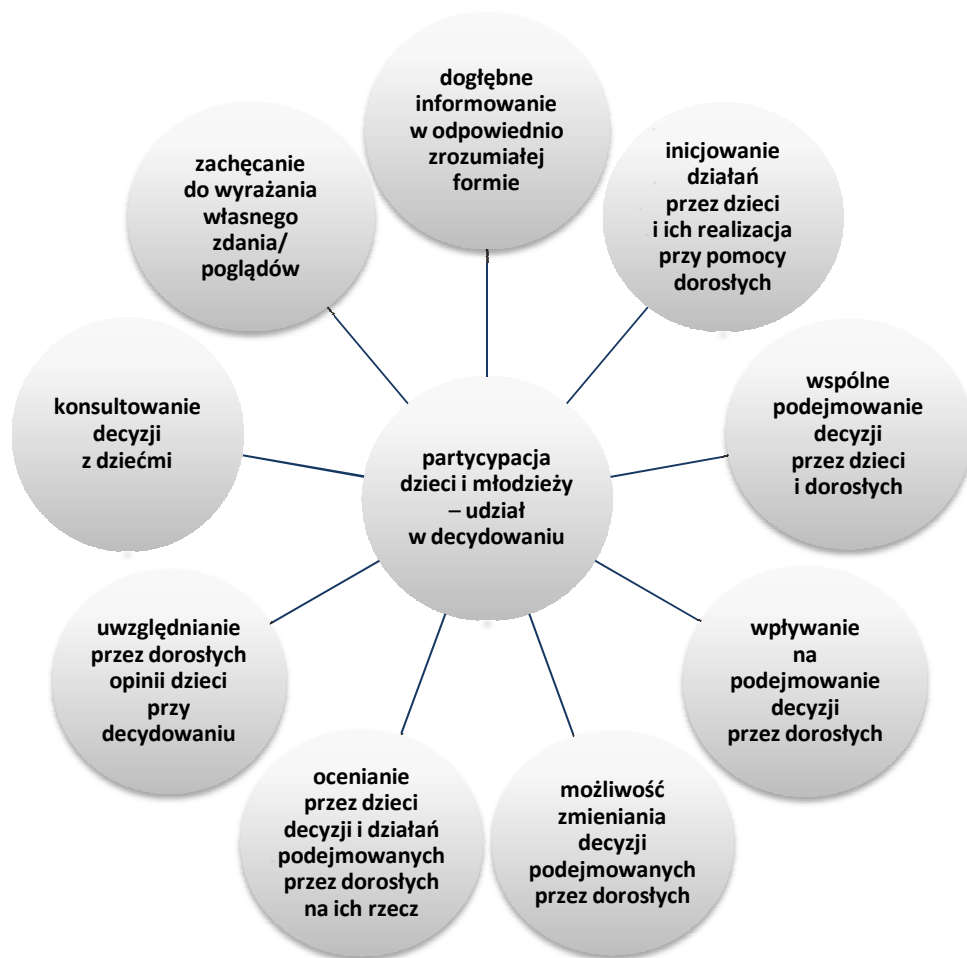 dogłębne
informowanie
w odpowiednio
zrozumiałej
formie
inicjowanie
działań
przez dzieci
i ich realizacja
przy pomocy
dorosłych
wspólne
podejmowanie
decyzji
przez dzieci
i dorosłych
wpływanie
na
podejmowanie
decyzji
przez dorosłych
możliwość
zmieniania
decyzji
podejmowanych
przez dorosłych
ocenianie
przez dzieci
decyzji i działań
podejmowanych
przez dorosłych
na ich rzecz
uwzględnianie
przez dorosłych
opinii dzieci
przy
decydowaniu
konsultowanie
decyzji
z dziećmi
zachęcanie
do wyrażania
własnego
zdania/
poglądów
partycypacja
dzieci i młodzieży
– udział
w decydowaniu